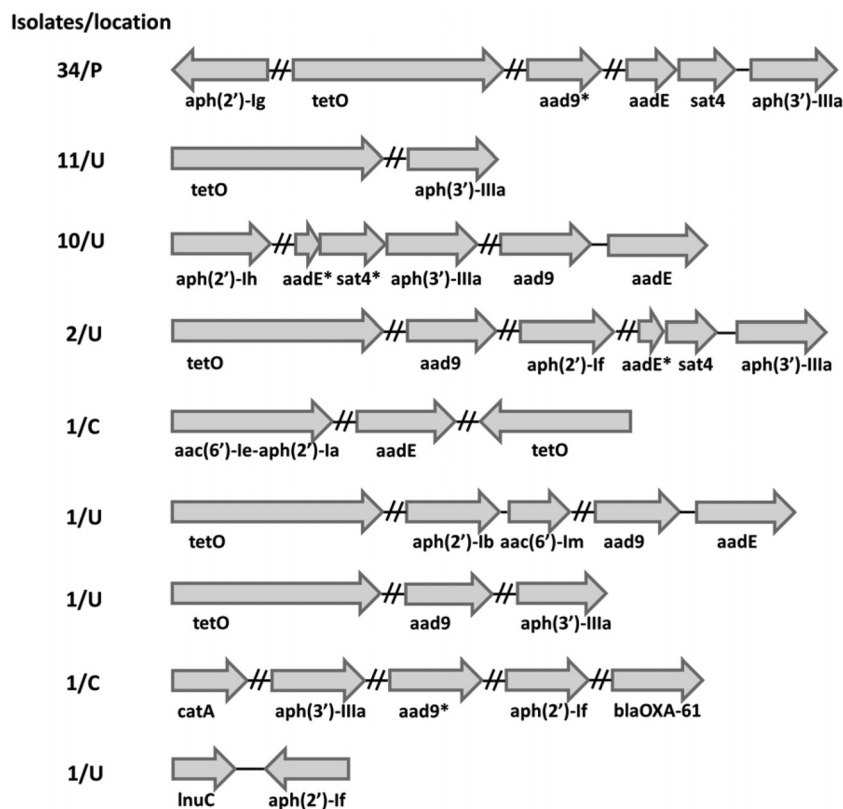 Isolates/location
34/P
aph(2')-Ig tetO aad9* aadE sat4 aph(3')-IIIa
11/U
tetO aph(3')-IIIa
10/U
aph(2')-Ih aadE* sat4* aph(3')-IIIa aad9 aadE
2/U
tetO aad9 aph(2')-If aadE* sat4 aph(3')-IIIa
1/C
aac(6')-Ie-aph(2')-Ia aadE tetO
1/U
tetO aph(2')-Ib aac(6')-Im aad9 aadE
1/U
tetO aad9 aph(3')-IIIa
1/C
catA aph(3')-IIIa aad9* aph(2')-If blaOXA-61
1/U
lnuC aph(2')-If